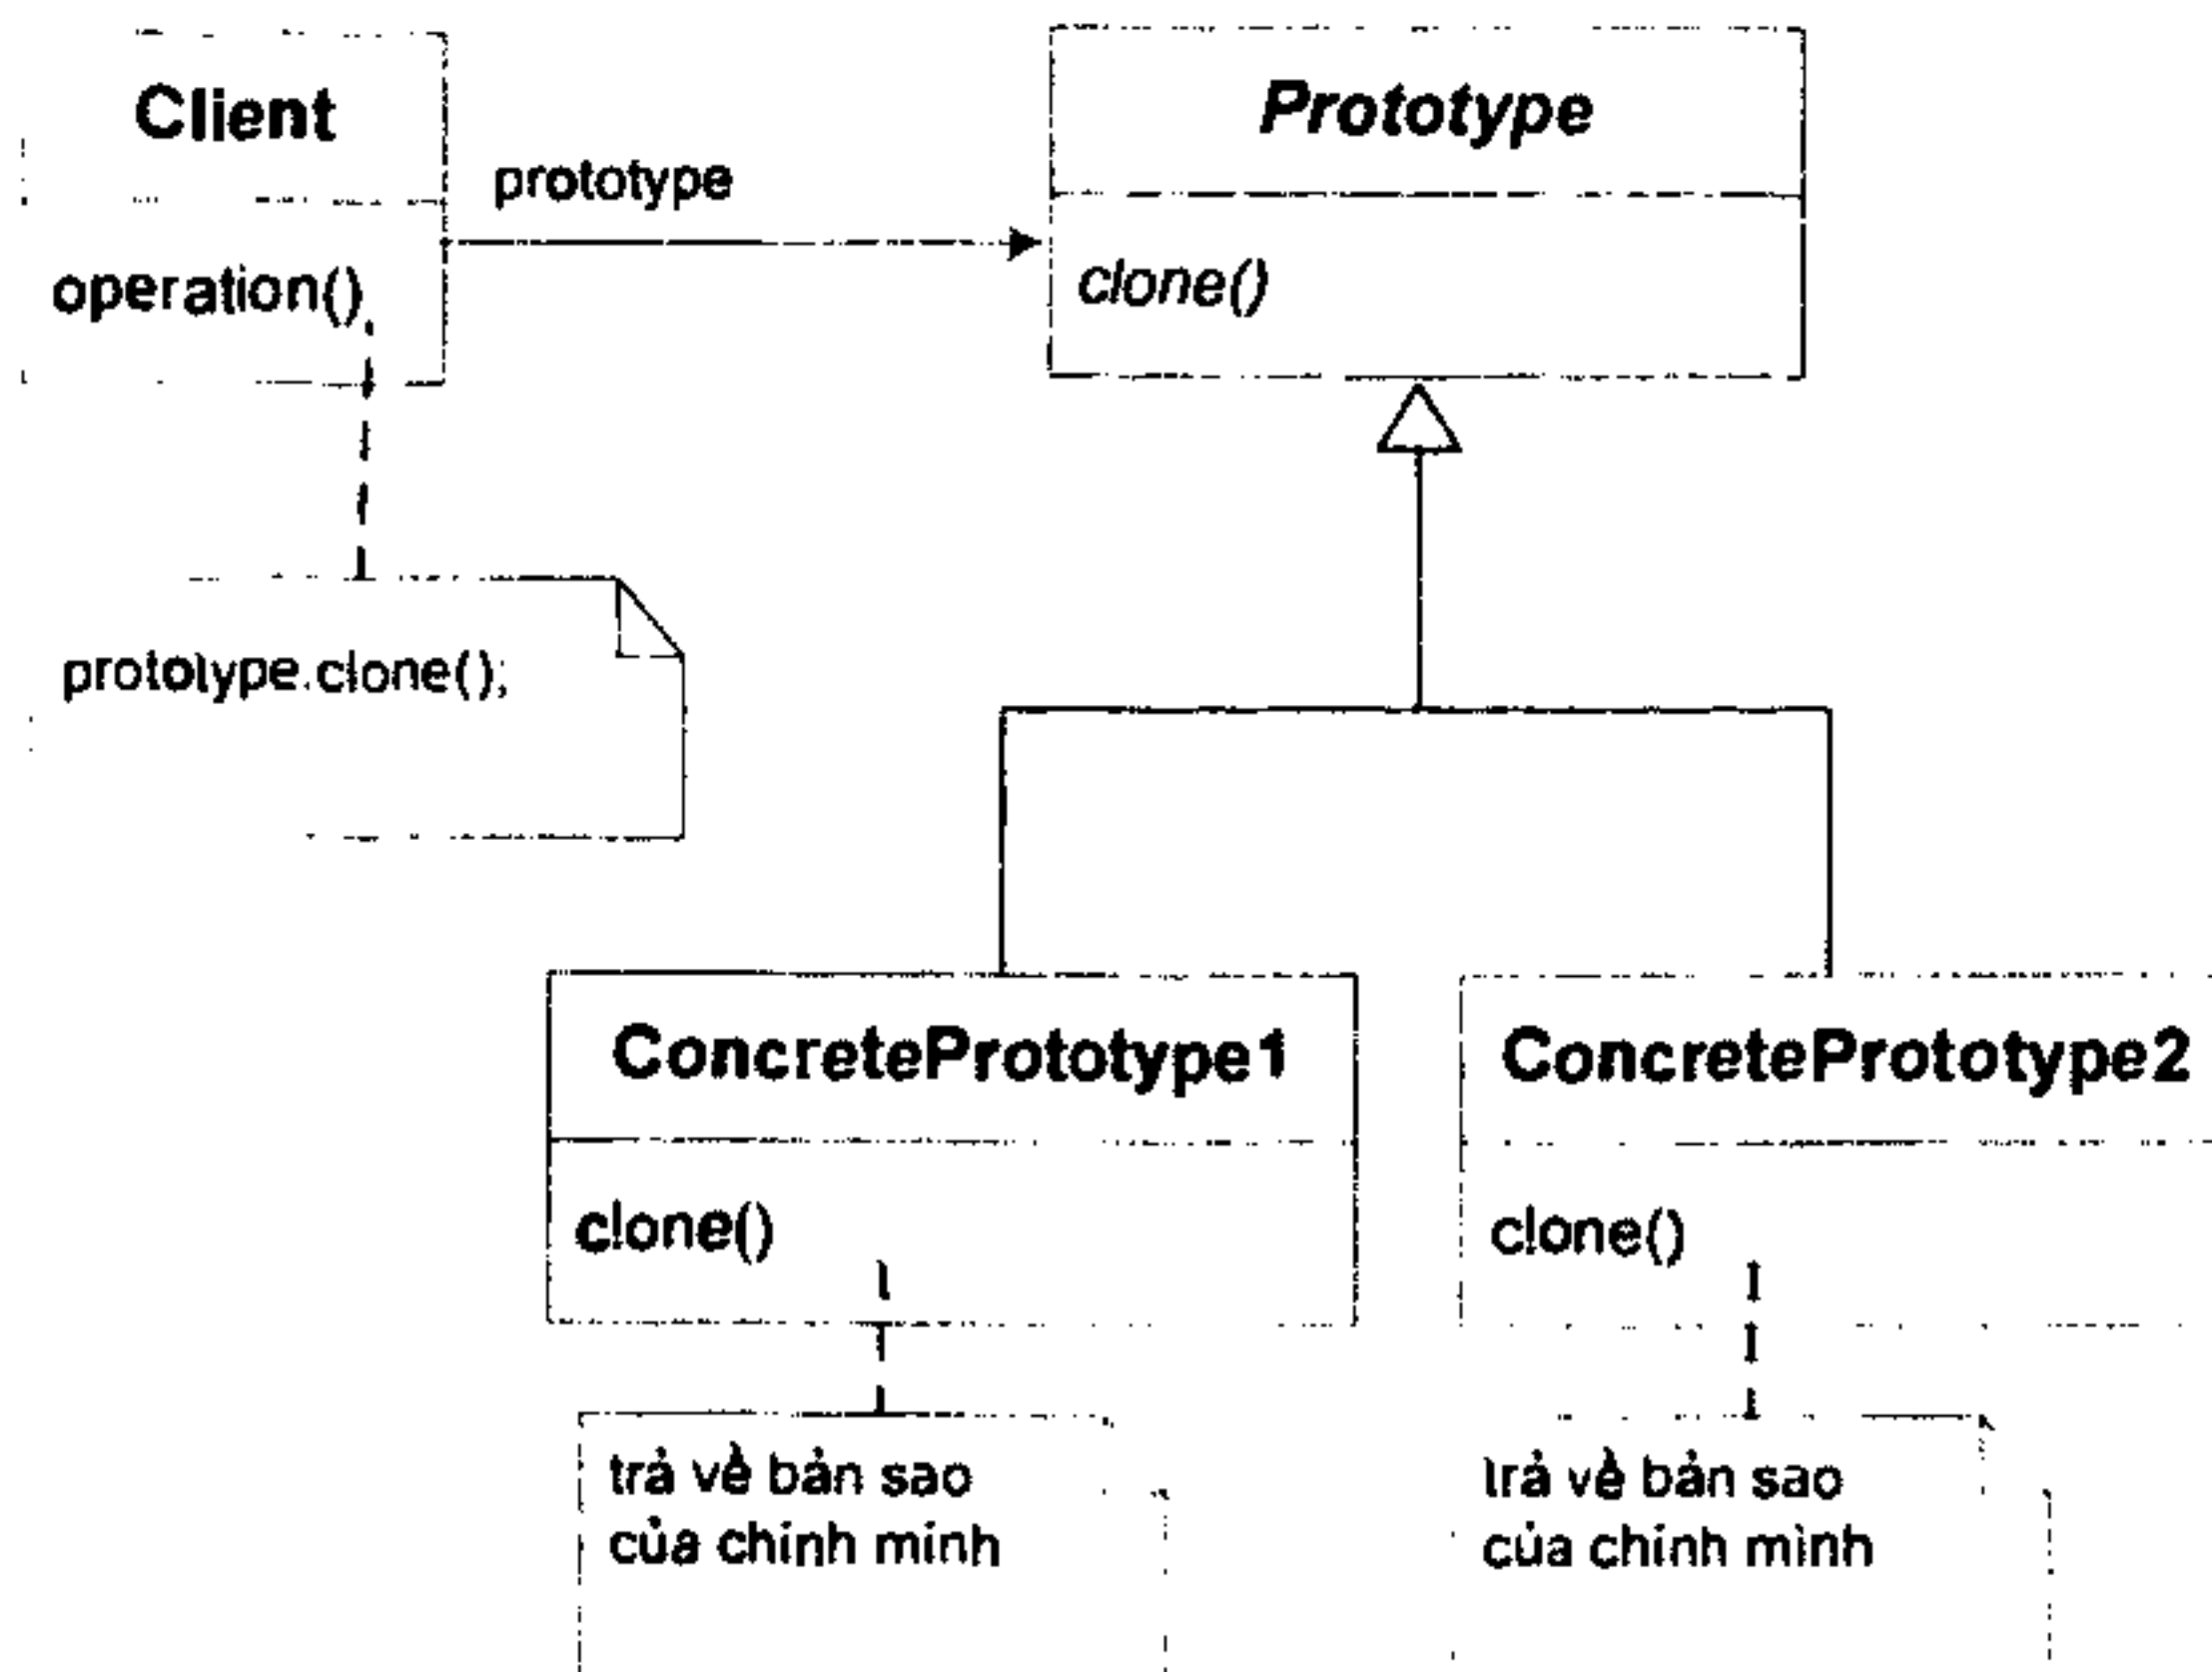 Client
Prototype
prototype
operation()
clone()
prototype.clone();
ConcretePrototype1
ConcretePrototype2
clone()
clone()
trả về bản sao
của chính mình
trả về bản sao
của chính mình